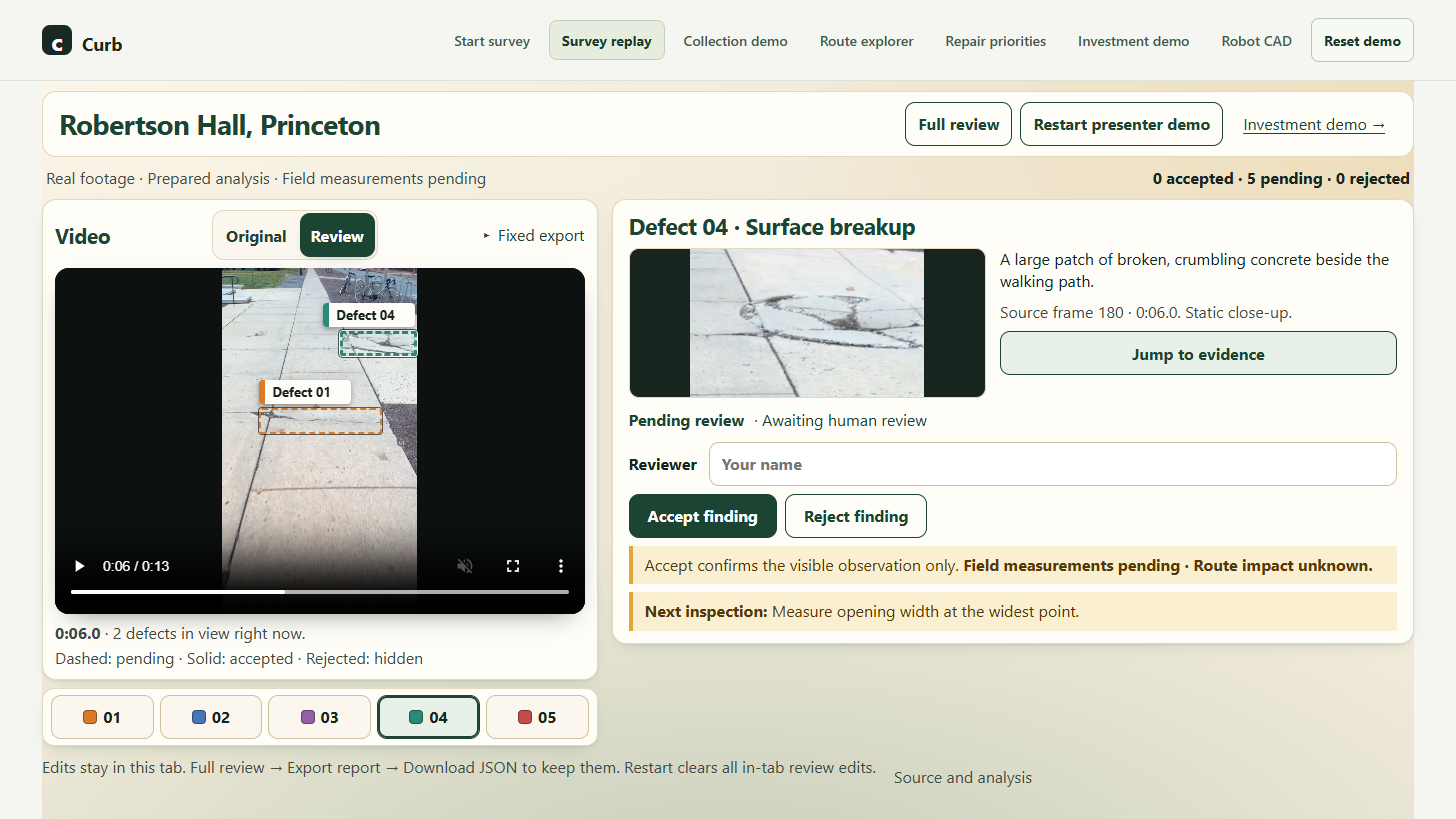 c Curb
Start survey
Survey replay
Collection demo
Route explorer
Repair priorities
Investment demo
Robot CAD
Reset demo
Robertson Hall, Princeton
Full review
Restart presenter demo
Investment demo →
Real footage · Prepared analysis · Field measurements pending
0 accepted · 5 pending · 0 rejected
Video
Original
Review
▸ Fixed export
Defect 04
Defect 01
0:06 / 0:13
0:06.0 · 2 defects in view right now.
Dashed: pending · Solid: accepted · Rejected: hidden
01
02
03
04
05
Defect 04 · Surface breakup
A large patch of broken, crumbling concrete beside the
walking path.
Source frame 180 · 0:06.0. Static close-up.
Jump to evidence
Pending review · Awaiting human review
Reviewer
Your name
Accept finding
Reject finding
Accept confirms the visible observation only. Field measurements pending · Route impact unknown.
Next inspection: Measure opening width at the widest point.
Edits stay in this tab. Full review → Export report → Download JSON to keep them. Restart clears all in-tab review edits.
Source and analysis